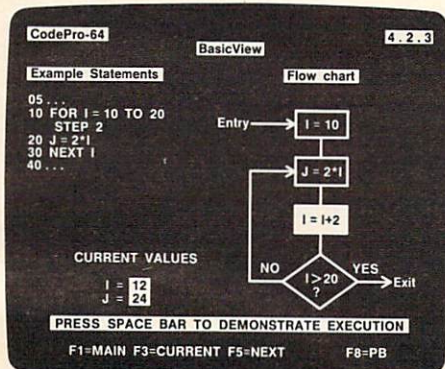 CodePro-64
4.2.3
BasicView
Example Statements
05...
10 FOR I = 10 TO 20
STEP 2
20 J = 2*I
30 NEXT I
40...
Flow chart
Entry
I = 10
J = 2*I
I = I+2
NO
YES
I > 20
?
Exit
CURRENT VALUES
I = 12
J = 24
PRESS SPACE BAR TO DEMONSTRATE EXECUTION
F1=MAIN F3=CURRENT F5=NEXT F8=PB